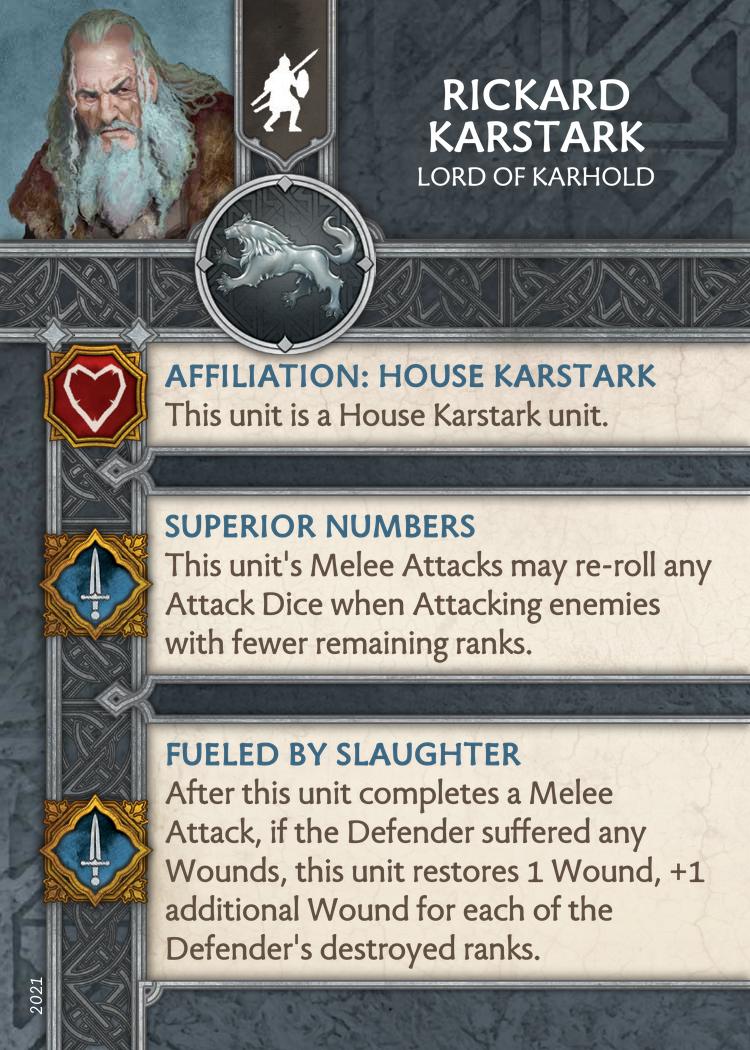 RICKARD
KARSTARK
LORD OF KARHOLD
AFFILIATION: HOUSE KARSTARK
This unit is a House Karstark unit.
SUPERIOR NUMBERS
This unit's Melee Attacks may re-roll any
Attack Dice when Attacking enemies
with fewer remaining ranks.
FUELED BY SLAUGHTER
After this unit completes a Melee
Attack, if the Defender suffered any
Wounds, this unit restores 1 Wound, +1
additional Wound for each of the
Defender's destroyed ranks.
2021